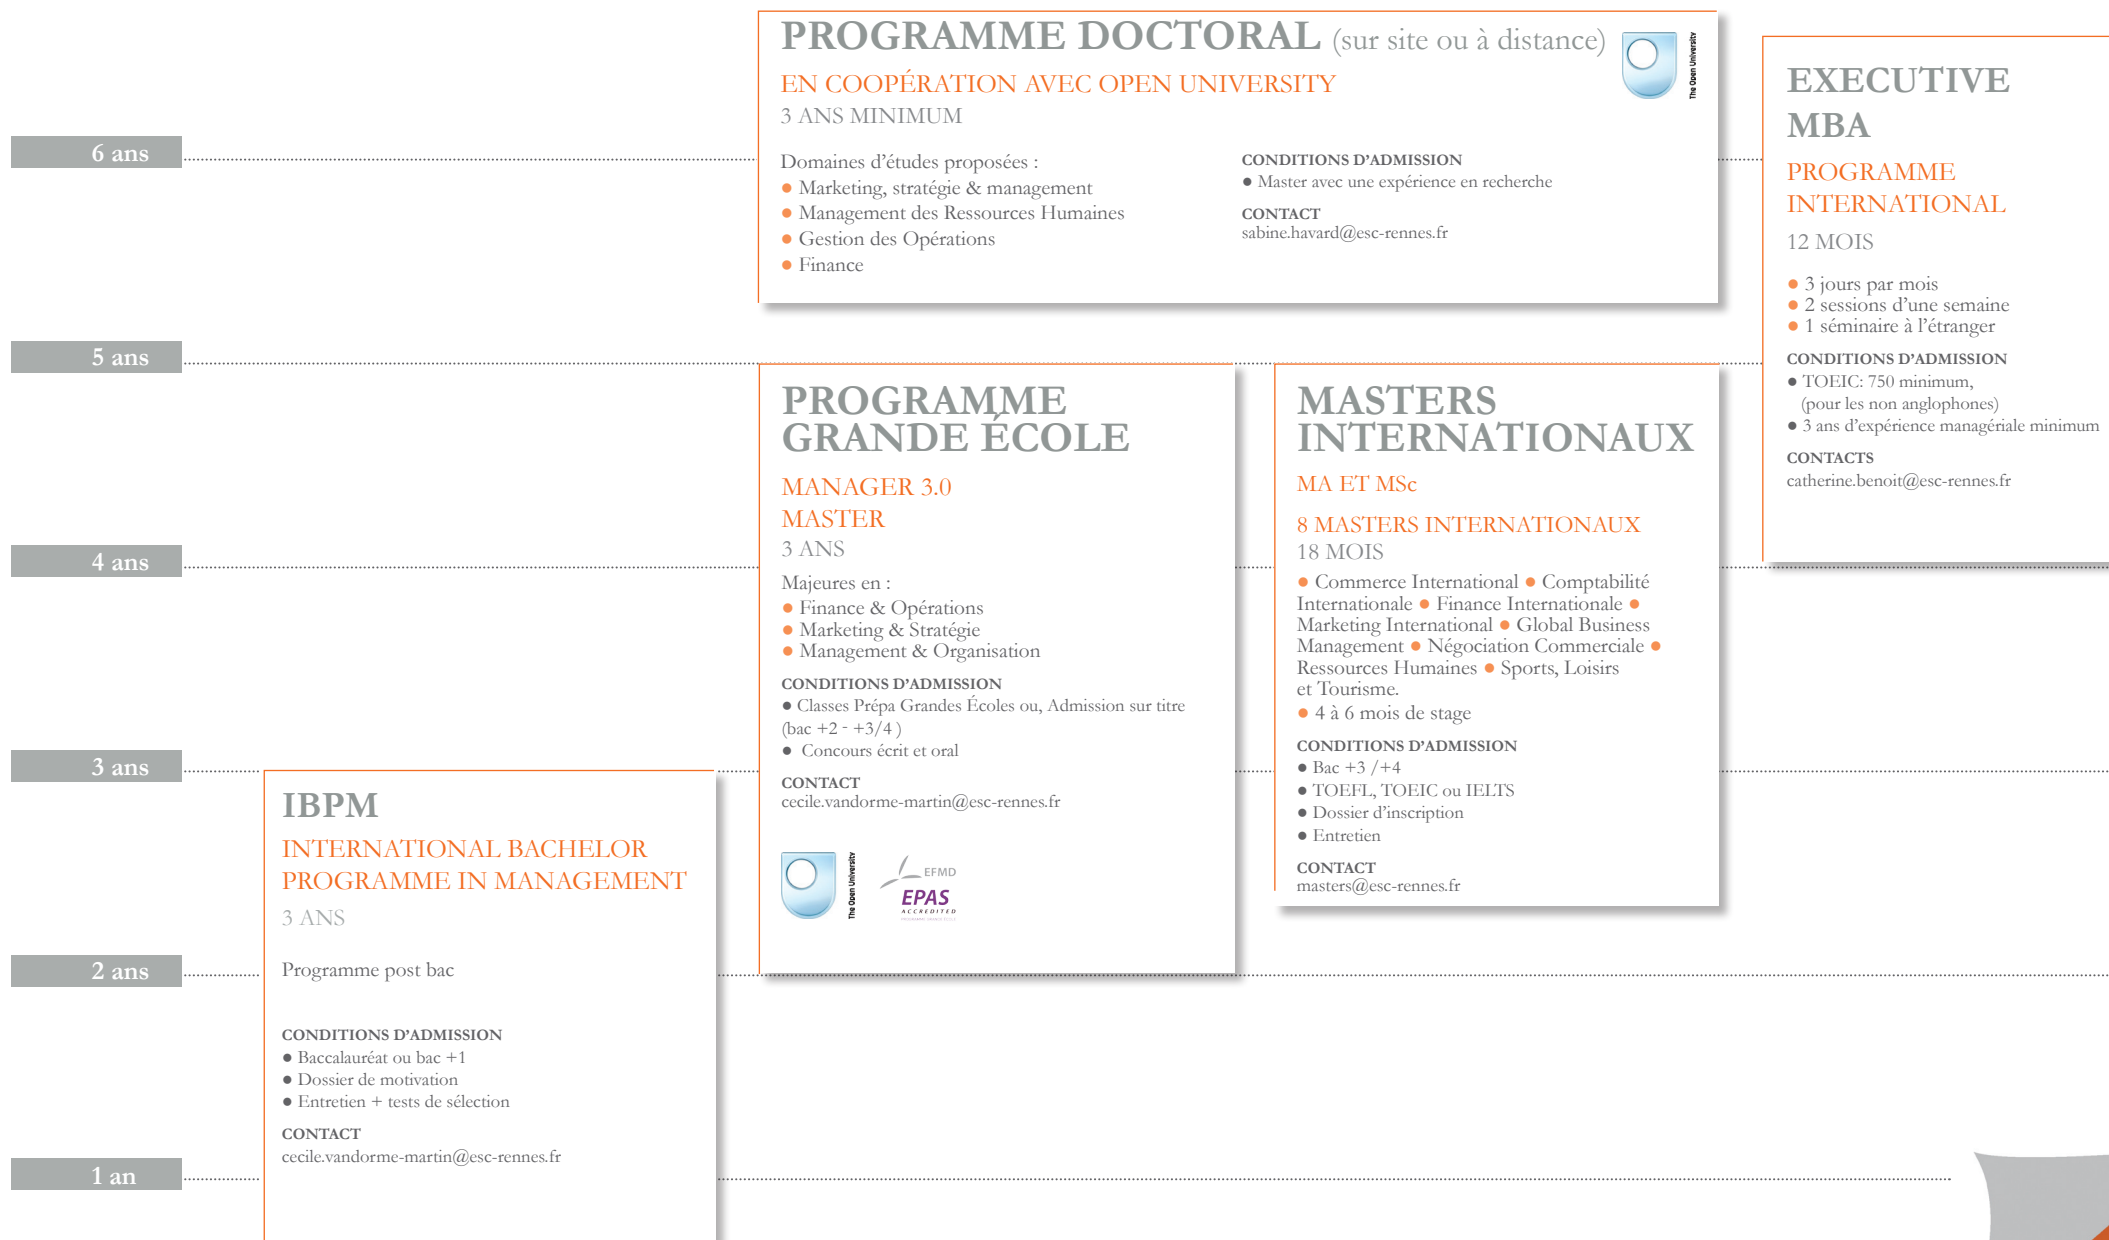 PROGRAMME DOCTORAL (sur site ou à distance)
EN COOPÉRATION AVEC OPEN UNIVERSITY
3 ANS MINIMUM
Domaines d'études proposées :
● Marketing, stratégie & management
● Management des Ressources Humaines
● Gestion des Opérations
● Finance
CONDITIONS D'ADMISSION
● Master avec une expérience en recherche
CONTACT
sabine.havard@esc-rennes.fr
The Open University
EXECUTIVE
MBA
PROGRAMME
INTERNATIONAL
12 MOIS
● 3 jours par mois
● 2 sessions d'une semaine
● 1 séminaire à l'étranger
CONDITIONS D'ADMISSION
● TOEIC: 750 minimum,
(pour les non anglophones)
● 3 ans d'expérience managériale minimum
CONTACTS
catherine.benoit@esc-rennes.fr
6 ans
5 ans
4 ans
3 ans
2 ans
1 an
PROGRAMME
GRANDE ÉCOLE
MANAGER 3.0
MASTER
3 ANS
Majeures en :
● Finance & Opérations
● Marketing & Stratégie
● Management & Organisation
CONDITIONS D'ADMISSION
● Classes Prépa Grandes Écoles ou, Admission sur titre
(bac +2 - +3/4 )
● Concours écrit et oral
CONTACT
cecile.vandorme-martin@esc-rennes.fr
The Open University
EFMD
EPAS
ACCREDITED
PROGRAMME GRANDE ÉCOLE
MASTERS
INTERNATIONAUX
MA ET MSc
8 MASTERS INTERNATIONAUX
18 MOIS
● Commerce International ● Comptabilité
Internationale ● Finance Internationale ●
Marketing International ● Global Business
Management ● Négociation Commerciale ●
Ressources Humaines ● Sports, Loisirs
et Tourisme.
● 4 à 6 mois de stage
CONDITIONS D'ADMISSION
● Bac +3 /+4
● TOEFL, TOEIC ou IELTS
● Dossier d'inscription
● Entretien
CONTACT
masters@esc-rennes.fr
IBPM
INTERNATIONAL BACHELOR
PROGRAMME IN MANAGEMENT
3 ANS
Programme post bac
CONDITIONS D'ADMISSION
● Baccalauréat ou bac +1
● Dossier de motivation
● Entretien + tests de sélection
CONTACT
cecile.vandorme-martin@esc-rennes.fr